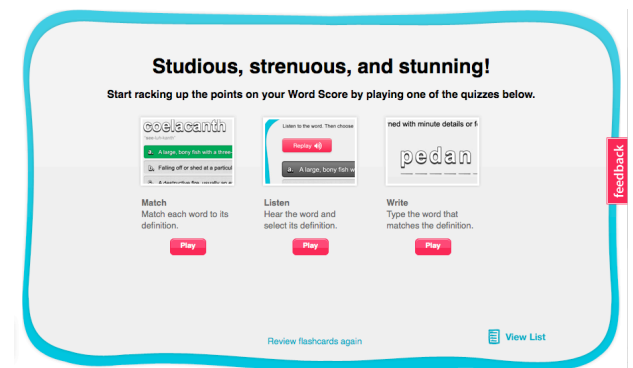 Studious, strenuous, and stunning!
Start racking up the points on your Word Score by playing one of the quizzes below.
coelacanth
a. A large, bony fish with a three-
b. Falling off or shed at a particul
Listen to the word. Then choose
Replay
a. A large, bony fish w
ned with minute details or f
pedan
Match
Match each word to its
definition.
Play
Listen
Hear the word and
select its definition.
Play
Write
Type the word that
matches the definition.
Play
feedback
Review flashcards again
View List